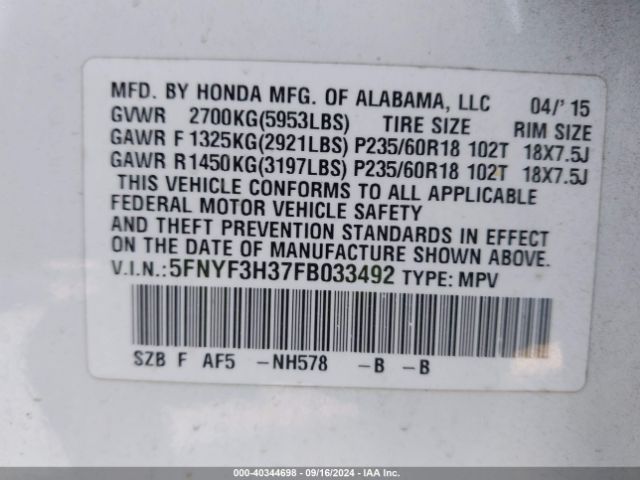 MFD. BY HONDA MFG. OF ALABAMA, LLC 04/' 15
GVWR 2700KG(5953LBS) TIRE SIZE RIM SIZE
GAWR F 1325KG(2921LBS) P235/60R18 102T 18X7.5J
GAWR R1450KG(3197LBS) P235/60R18 102T 18X7.5J
THIS VEHICLE CONFORMS TO ALL APPLICABLE
FEDERAL MOTOR VEHICLE SAFETY
AND THEFT PREVENTION STANDARDS IN EFFECT
ON THE DATE OF MANUFACTURE SHOWN ABOVE.
V.I.N.:5FNYF3H37FB033492 TYPE: MPV
SZB F AF5 -NH578 -B -B
000-40344698 - 09/16/2024 - IAAI.COM